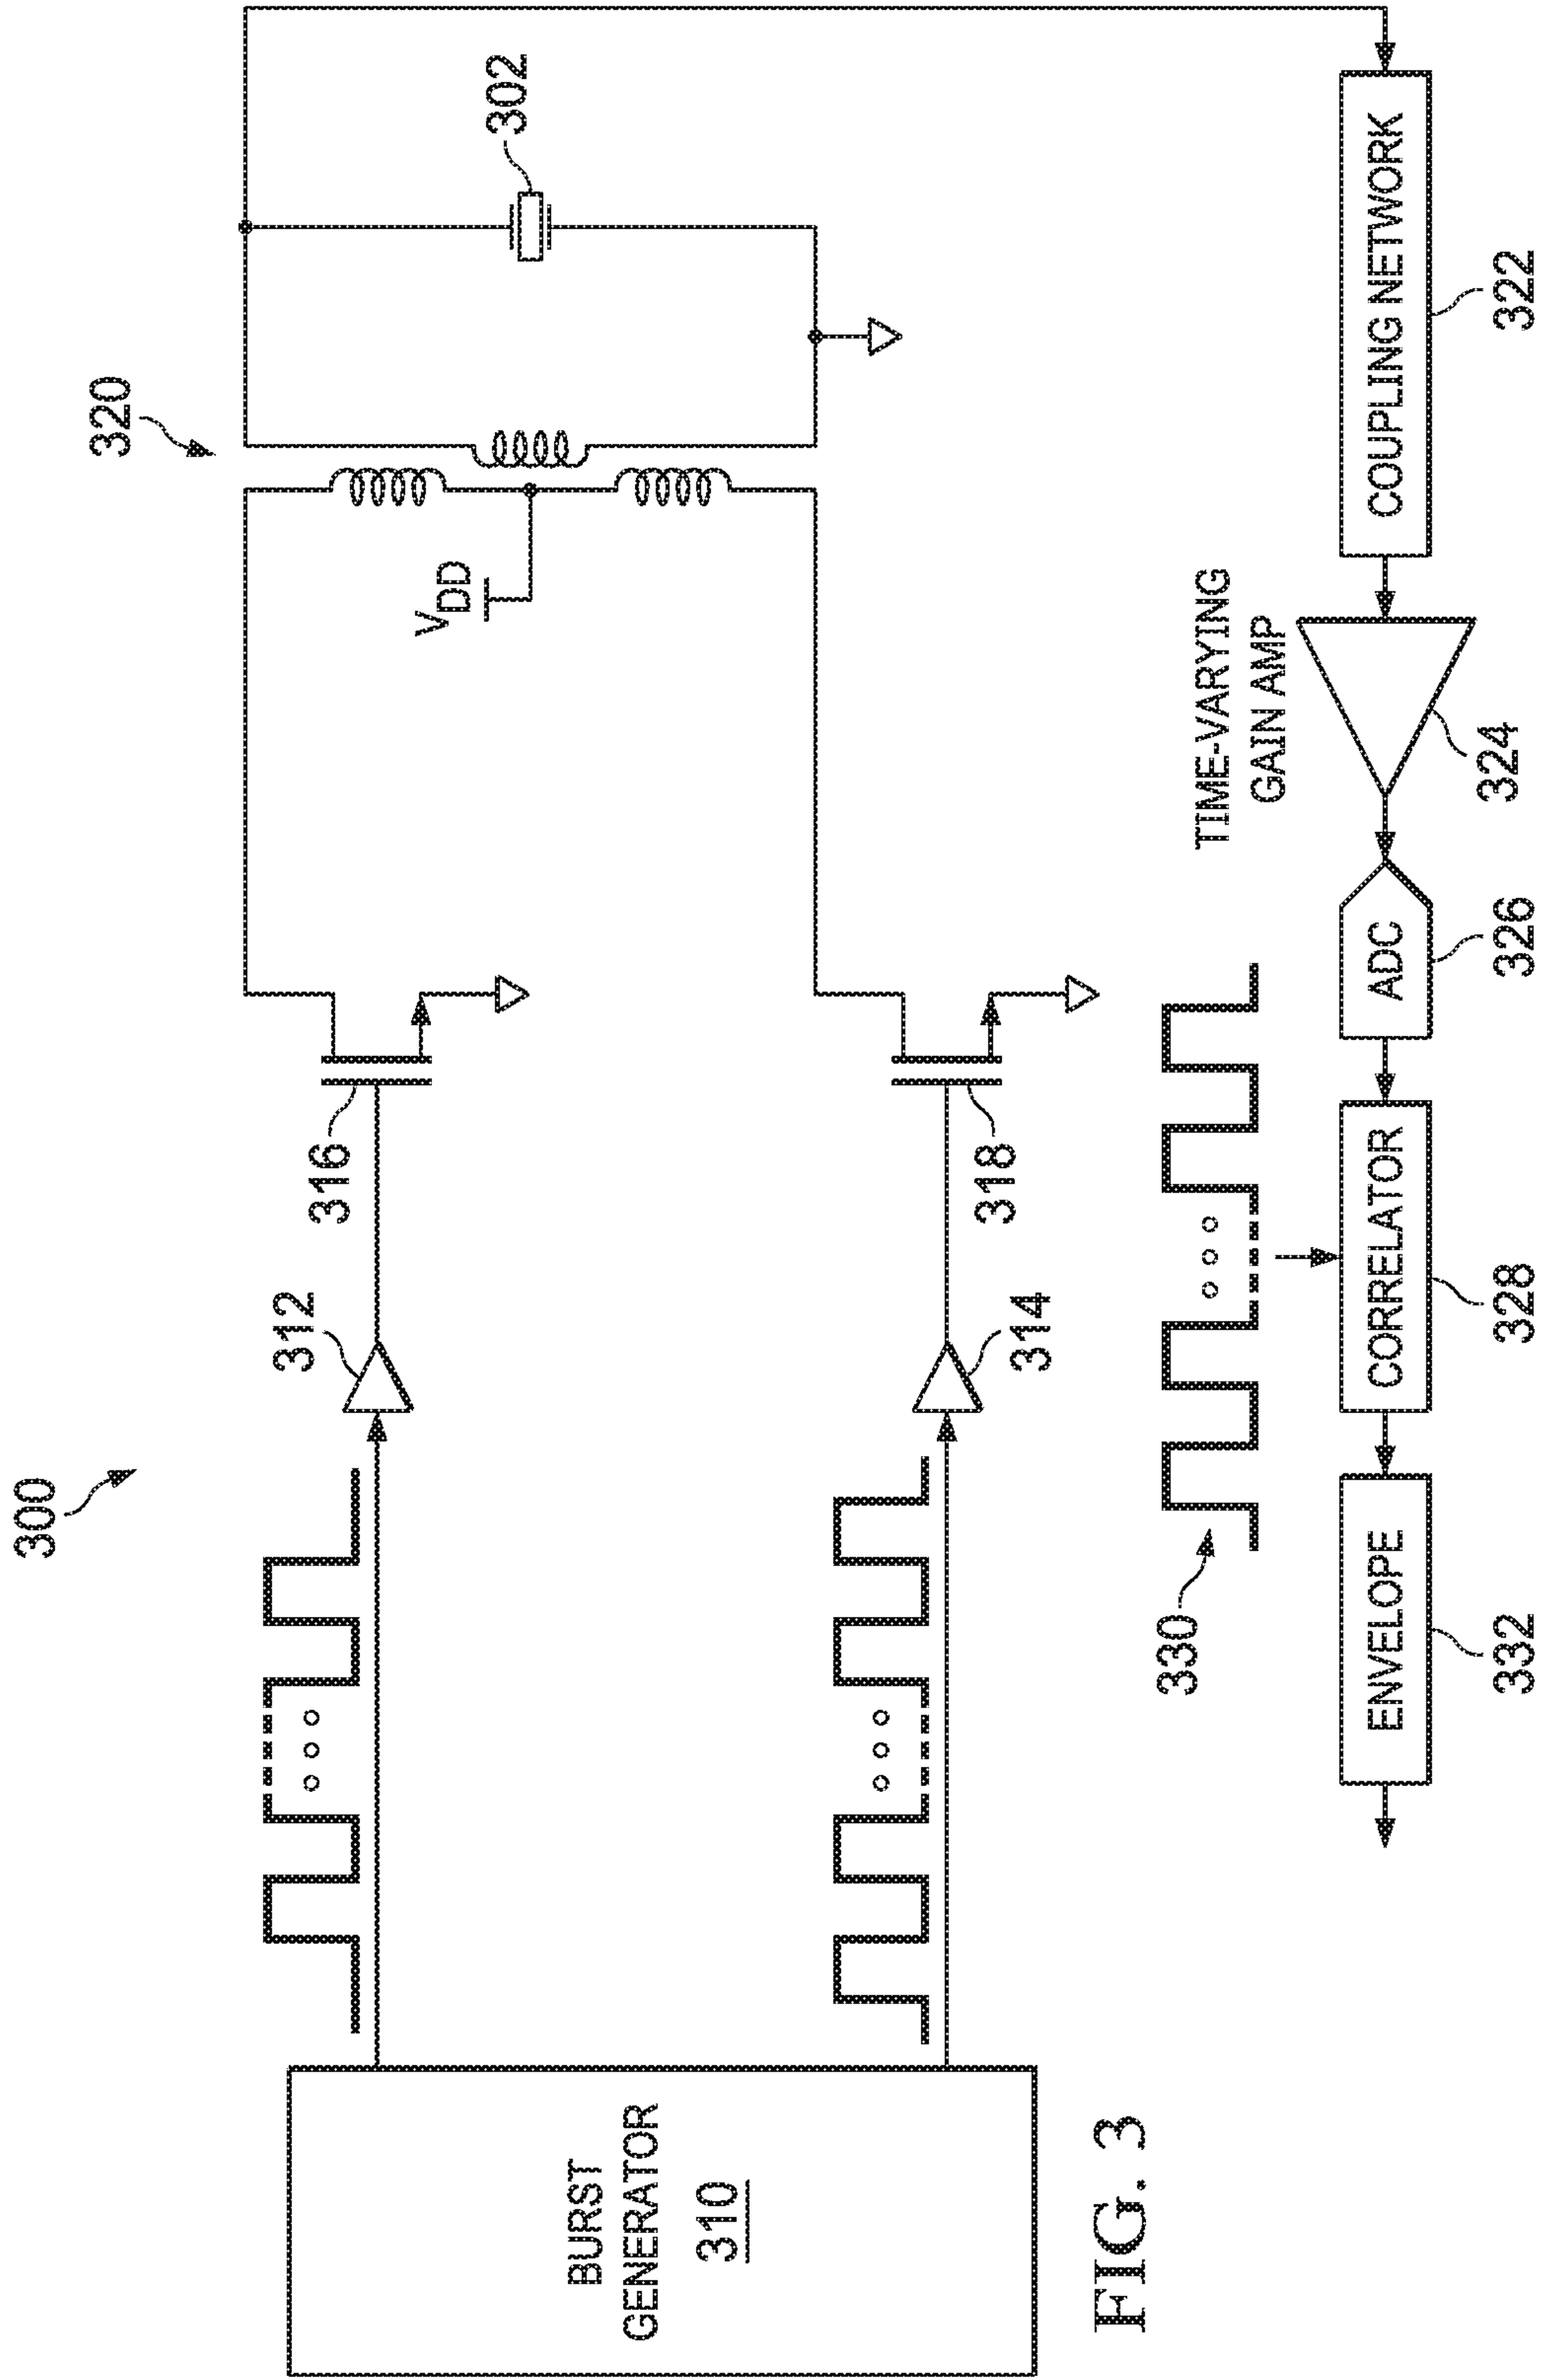 300
BURST
GENERATOR
310
312
314
316
318
V
DD
320
302
330
TIME-VARYING
GAIN AMP
ENVELOPE
332
CORRELATOR
328
ADC
326
324
COUPLING NETWORK
322
FIG. 3